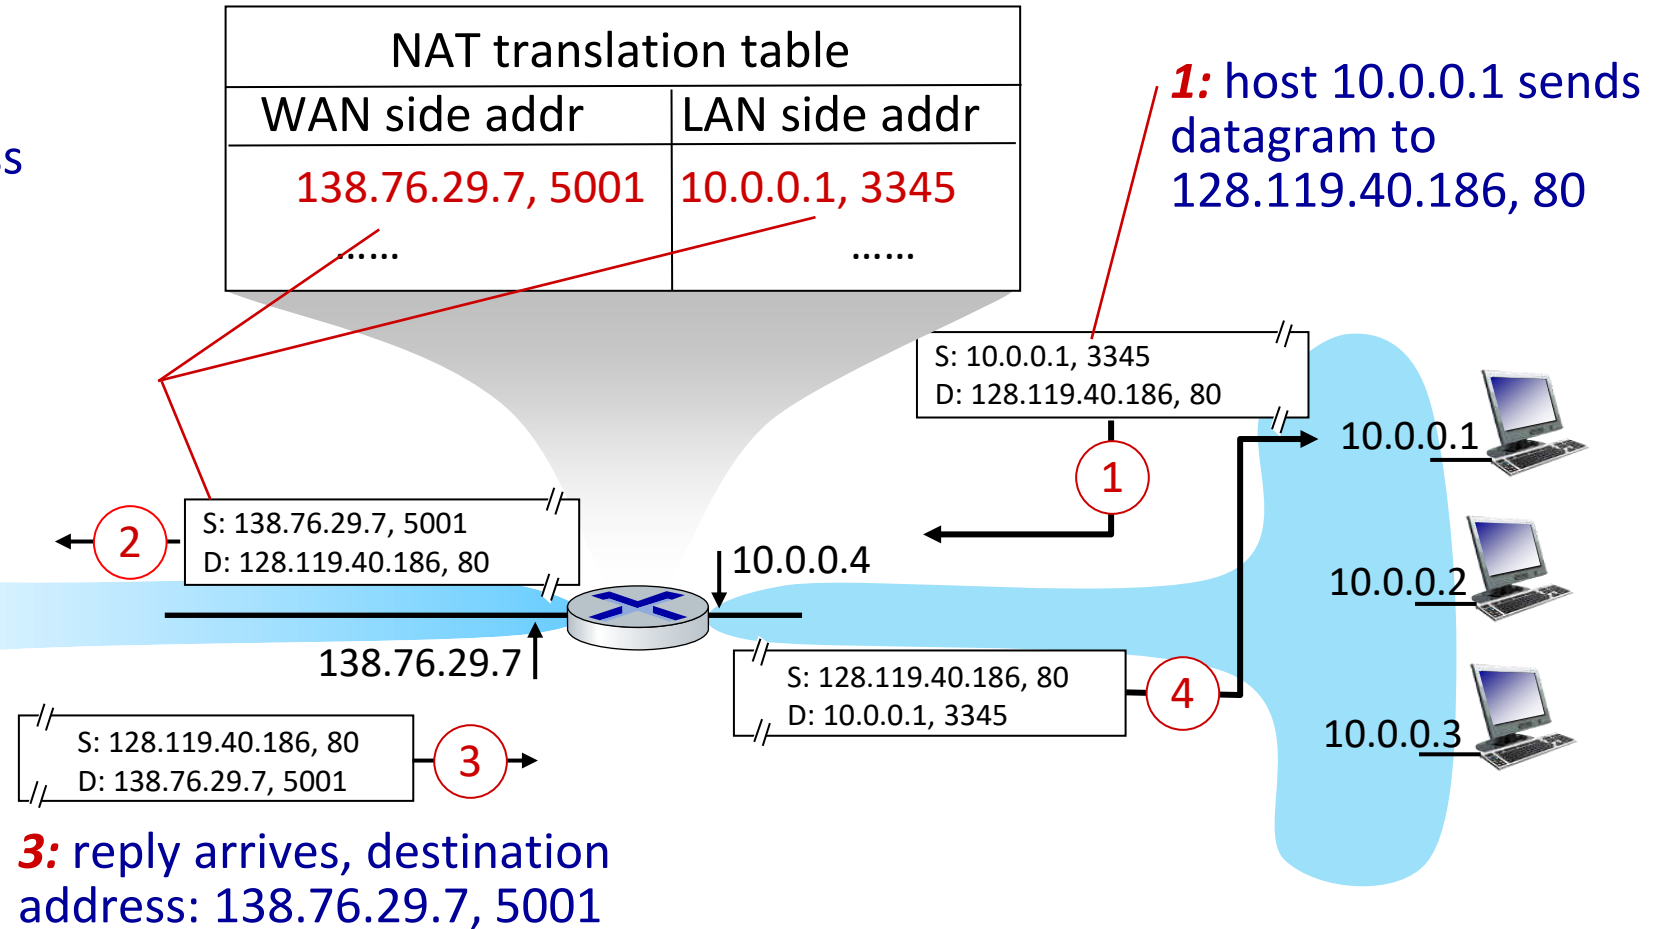 NAT translation table
WAN side addr LAN side addr
138.76.29.7, 5001 10.0.0.1, 3345
...... ......
1: host 10.0.0.1 sends
datagram to
128.119.40.186, 80
S: 10.0.0.1, 3345
D: 128.119.40.186, 80
1
10.0.0.1
2
S: 138.76.29.7, 5001
D: 128.119.40.186, 80
10.0.0.4
10.0.0.2
138.76.29.7
S: 128.119.40.186, 80
D: 10.0.0.1, 3345
4
10.0.0.3
S: 128.119.40.186, 80
D: 138.76.29.7, 5001
3
3: reply arrives, destination
address: 138.76.29.7, 5001